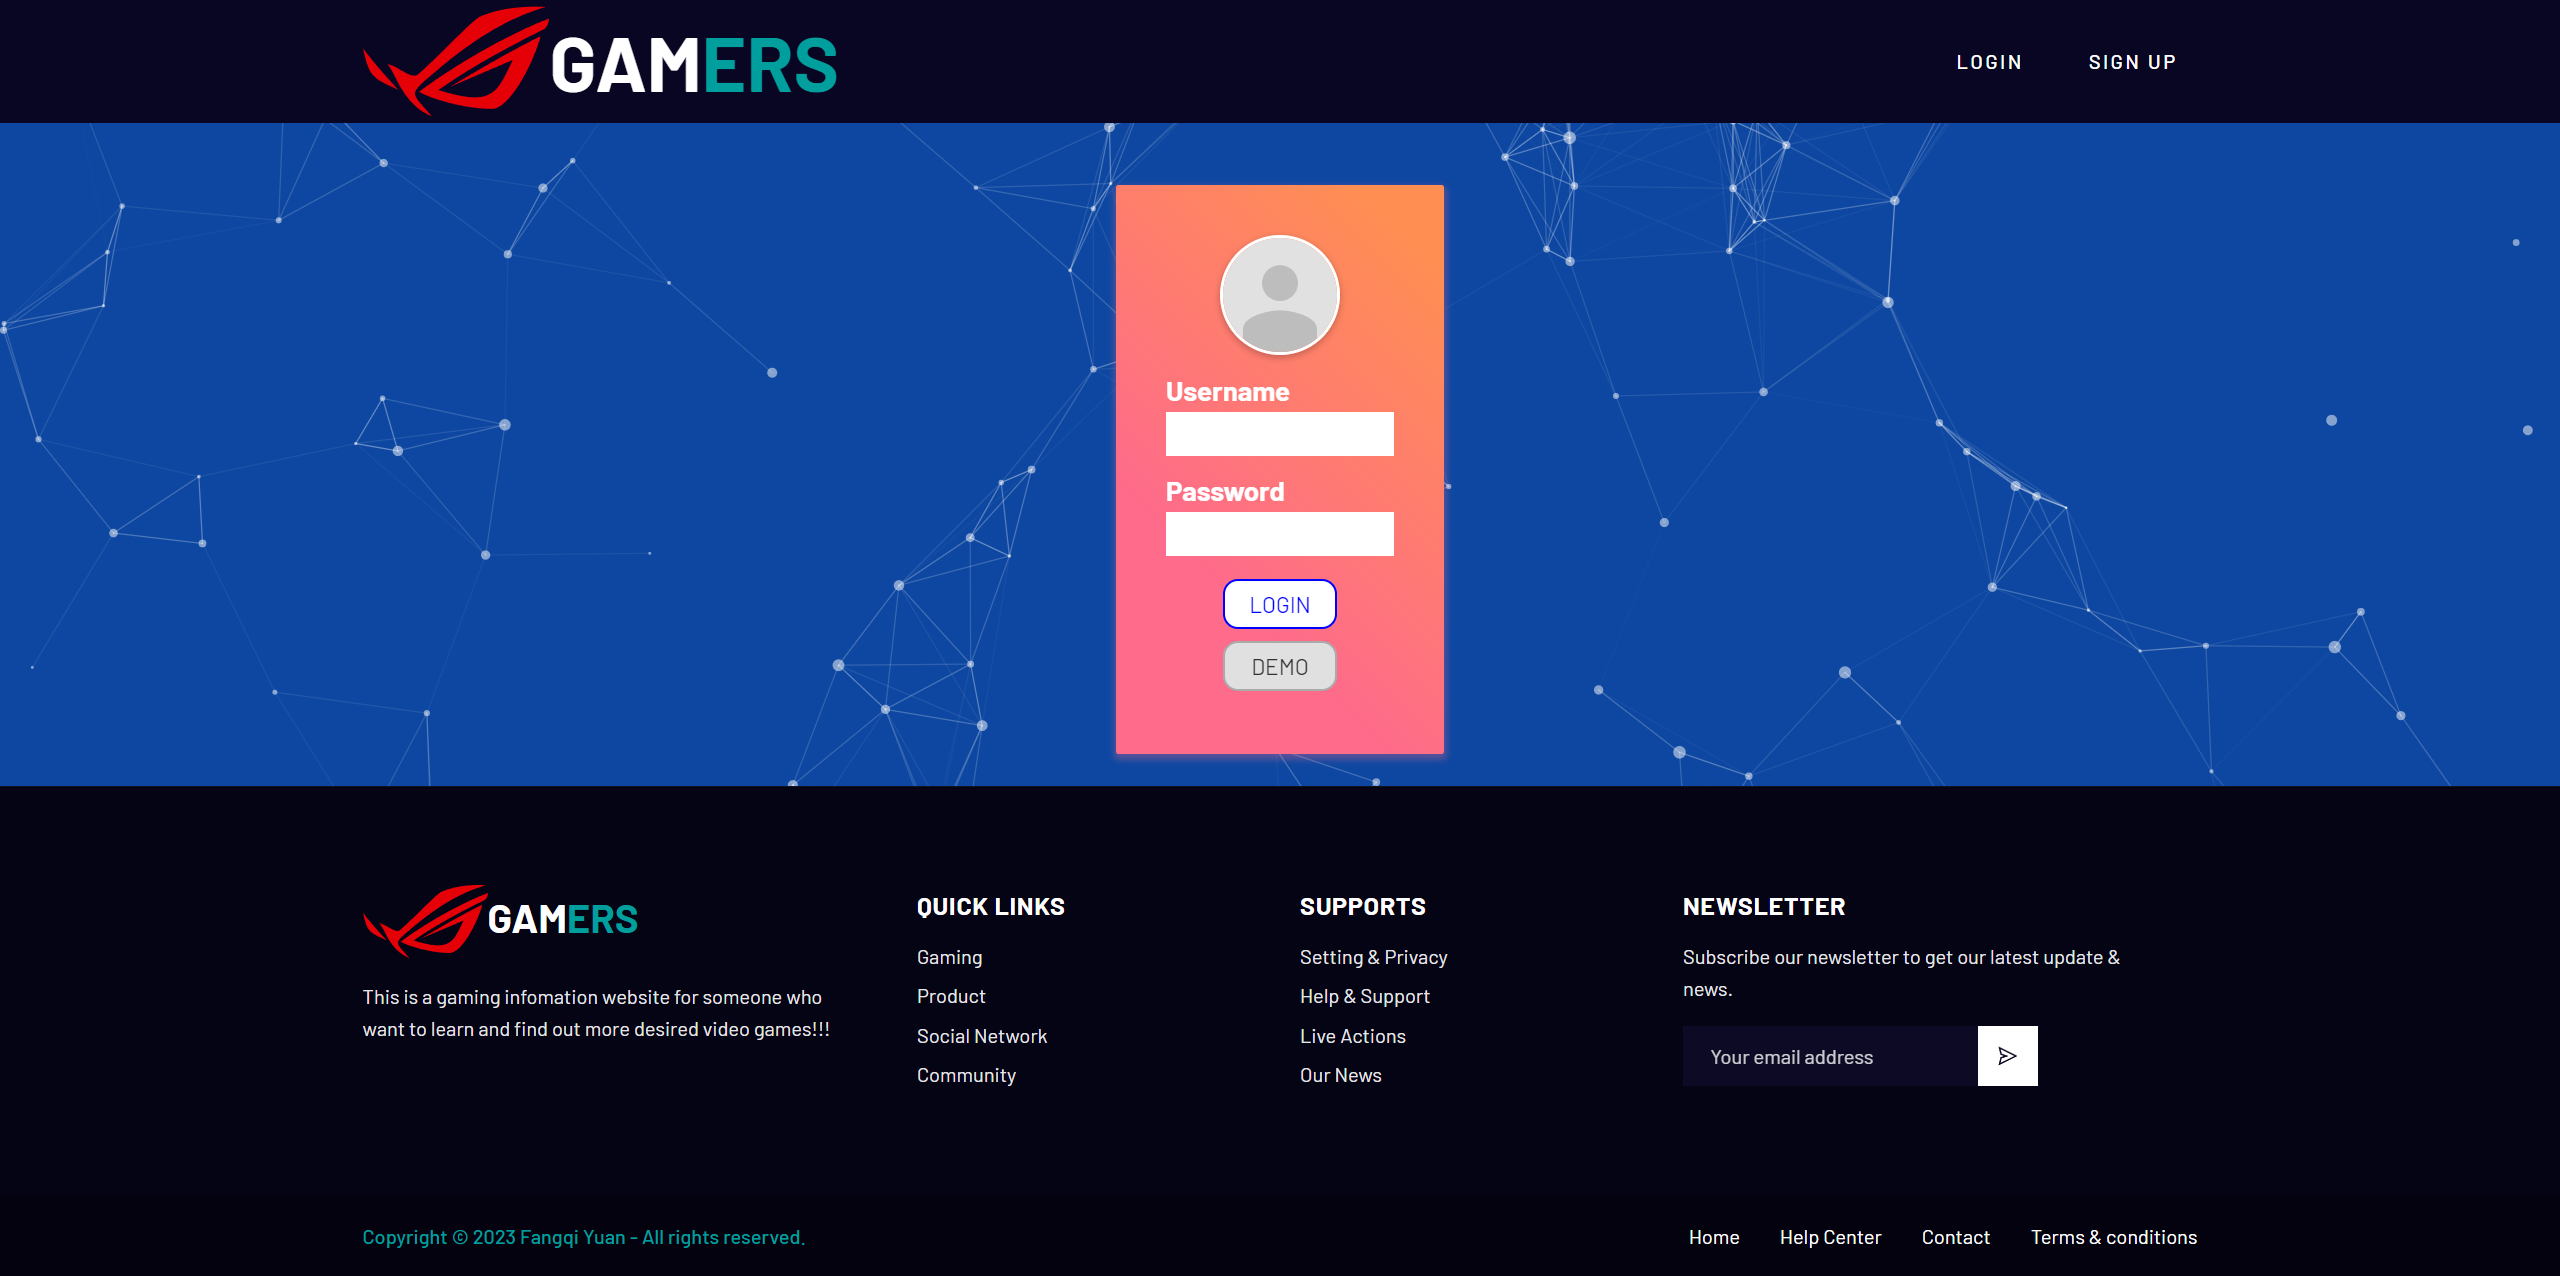 GAMERS
LOGIN
SIGN UP
Username
Password
LOGIN
DEMO
GAMERS
This is a gaming infomation website for someone who
want to learn and find out more desired video games!!!
QUICK LINKS
Gaming
Product
Social Network
Community
SUPPORTS
Setting & Privacy
Help & Support
Live Actions
Our News
NEWSLETTER
Subscribe our newsletter to get our latest update &
news.
Your email address
Copyright © 2023 Fangqi Yuan - All rights reserved.
Home
Help Center
Contact
Terms & conditions